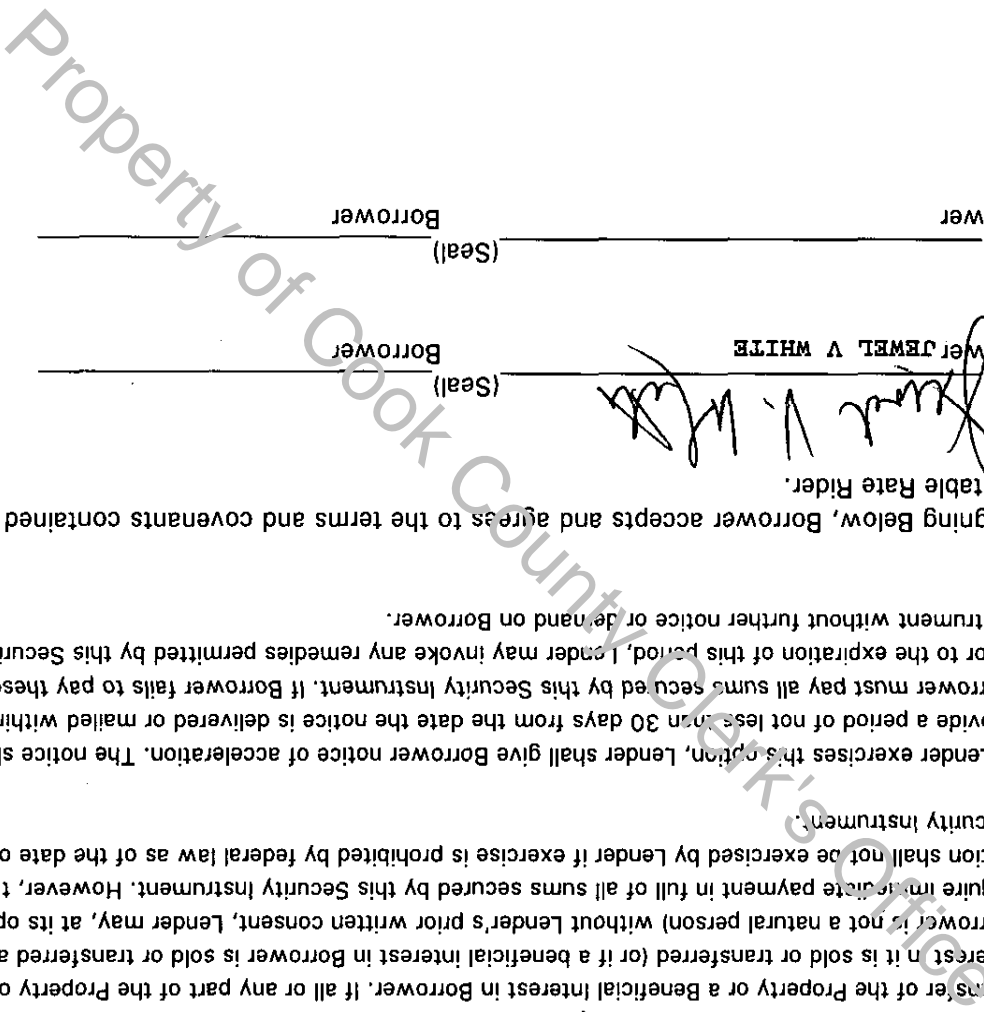 nsfer of the Property or a Beneficial Interest in Borrower. If all or any part of the Property o
erest in it is sold or transferred (or if a beneficial interest in Borrower is sold or transferred a
rrower is not a natural person) without Lender's prior written consent, Lender may, at its op
quire immediate payment in full of all sums secured by this Security Instrument. However, t
tion shall not be exercised by Lender if exercise is prohibited by federal law as of the date o
curity Instrument.
Lender exercises this option, Lender shall give Borrower notice of acceleration. The notice s
vide a period of not less than 30 days from the date the notice is delivered or mailed within
rrower must pay all sums secured by this Security Instrument. If Borrower fails to pay these
or to the expiration of this period, Lender may invoke any remedies permitted by this Securi
trument without further notice or demand on Borrower.
gning Below, Borrower accepts and agrees to the terms and covenants contained
table Rate Rider.
Jewel V. White
(Seal)
wer JEWEL V WHITE Borrower
(Seal)
wer Borrower
Property of Cook County Clerk's Office